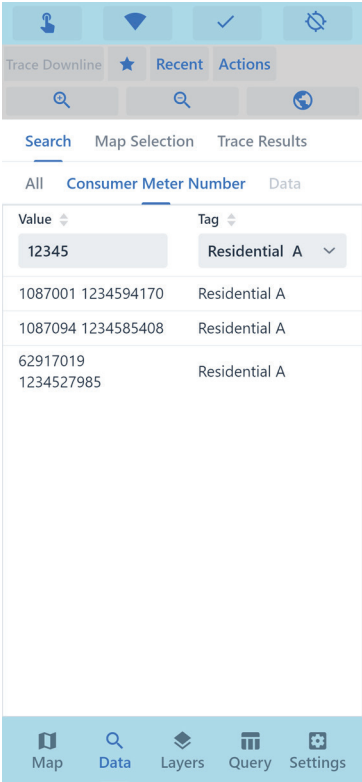 Trace Downline Recent Actions
Search Map Selection Trace Results
All Consumer Meter Number Data
Value Tag
12345 Residential A
1087001 1234594170 Residential A
1087094 1234585408 Residential A
62917019
1234527985 Residential A
Map Data Layers Query Settings